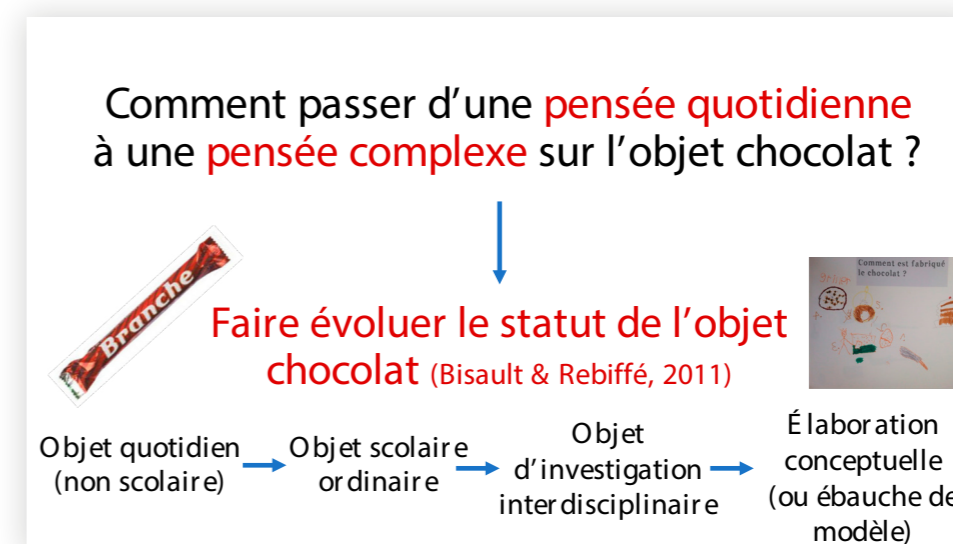 Comment passer d'une pensée quotidienne
à une pensée complexe sur l'objet chocolat ?
Branche
Comment est fabriqué
le chocolat ?
Faire évoluer le statut de l'objet
chocolat (Bisault & Rebiffé, 2011)
Objet quotidien
(non scolaire)
Objet scolaire
ordinaire
Objet
d'investigation
interdisciplinaire
Élaboration
conceptuelle
(ou ébauche de
modèle)